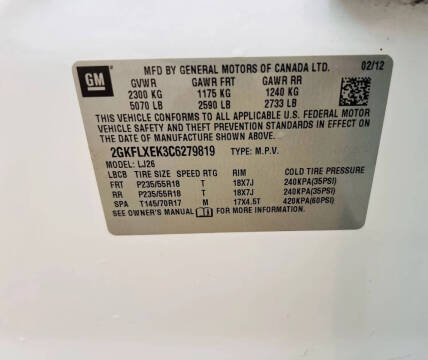 GM
MFD BY GENERAL MOTORS OF CANADA LTD. 02/12
GVWR GAWR FRT GAWR RR
2300 KG 1175 KG 1240 KG
5070 LB 2590 LB 2733 LB
THIS VEHICLE CONFORMS TO ALL APPLICABLE U.S. FEDERAL MOTOR
VEHICLE SAFETY AND THEFT PREVENTION STANDARDS IN EFFECT ON
THE DATE OF MANUFACTURE SHOWN ABOVE.
2GKFLXEK3C6279819 TYPE: M.P.V.
MODEL: LJ26
LBCB TIRE SIZE SPEED RTG RIM COLD TIRE PRESSURE
FRT P235/55R18 T 18X7J 240KPA(35PSI)
RR P235/55R18 T 18X7J 240KPA(35PSI)
SPA T145/70R17 M 17X4.5T 420KPA(60PSI)
SEE OWNER'S MANUAL FOR MORE INFORMATION.